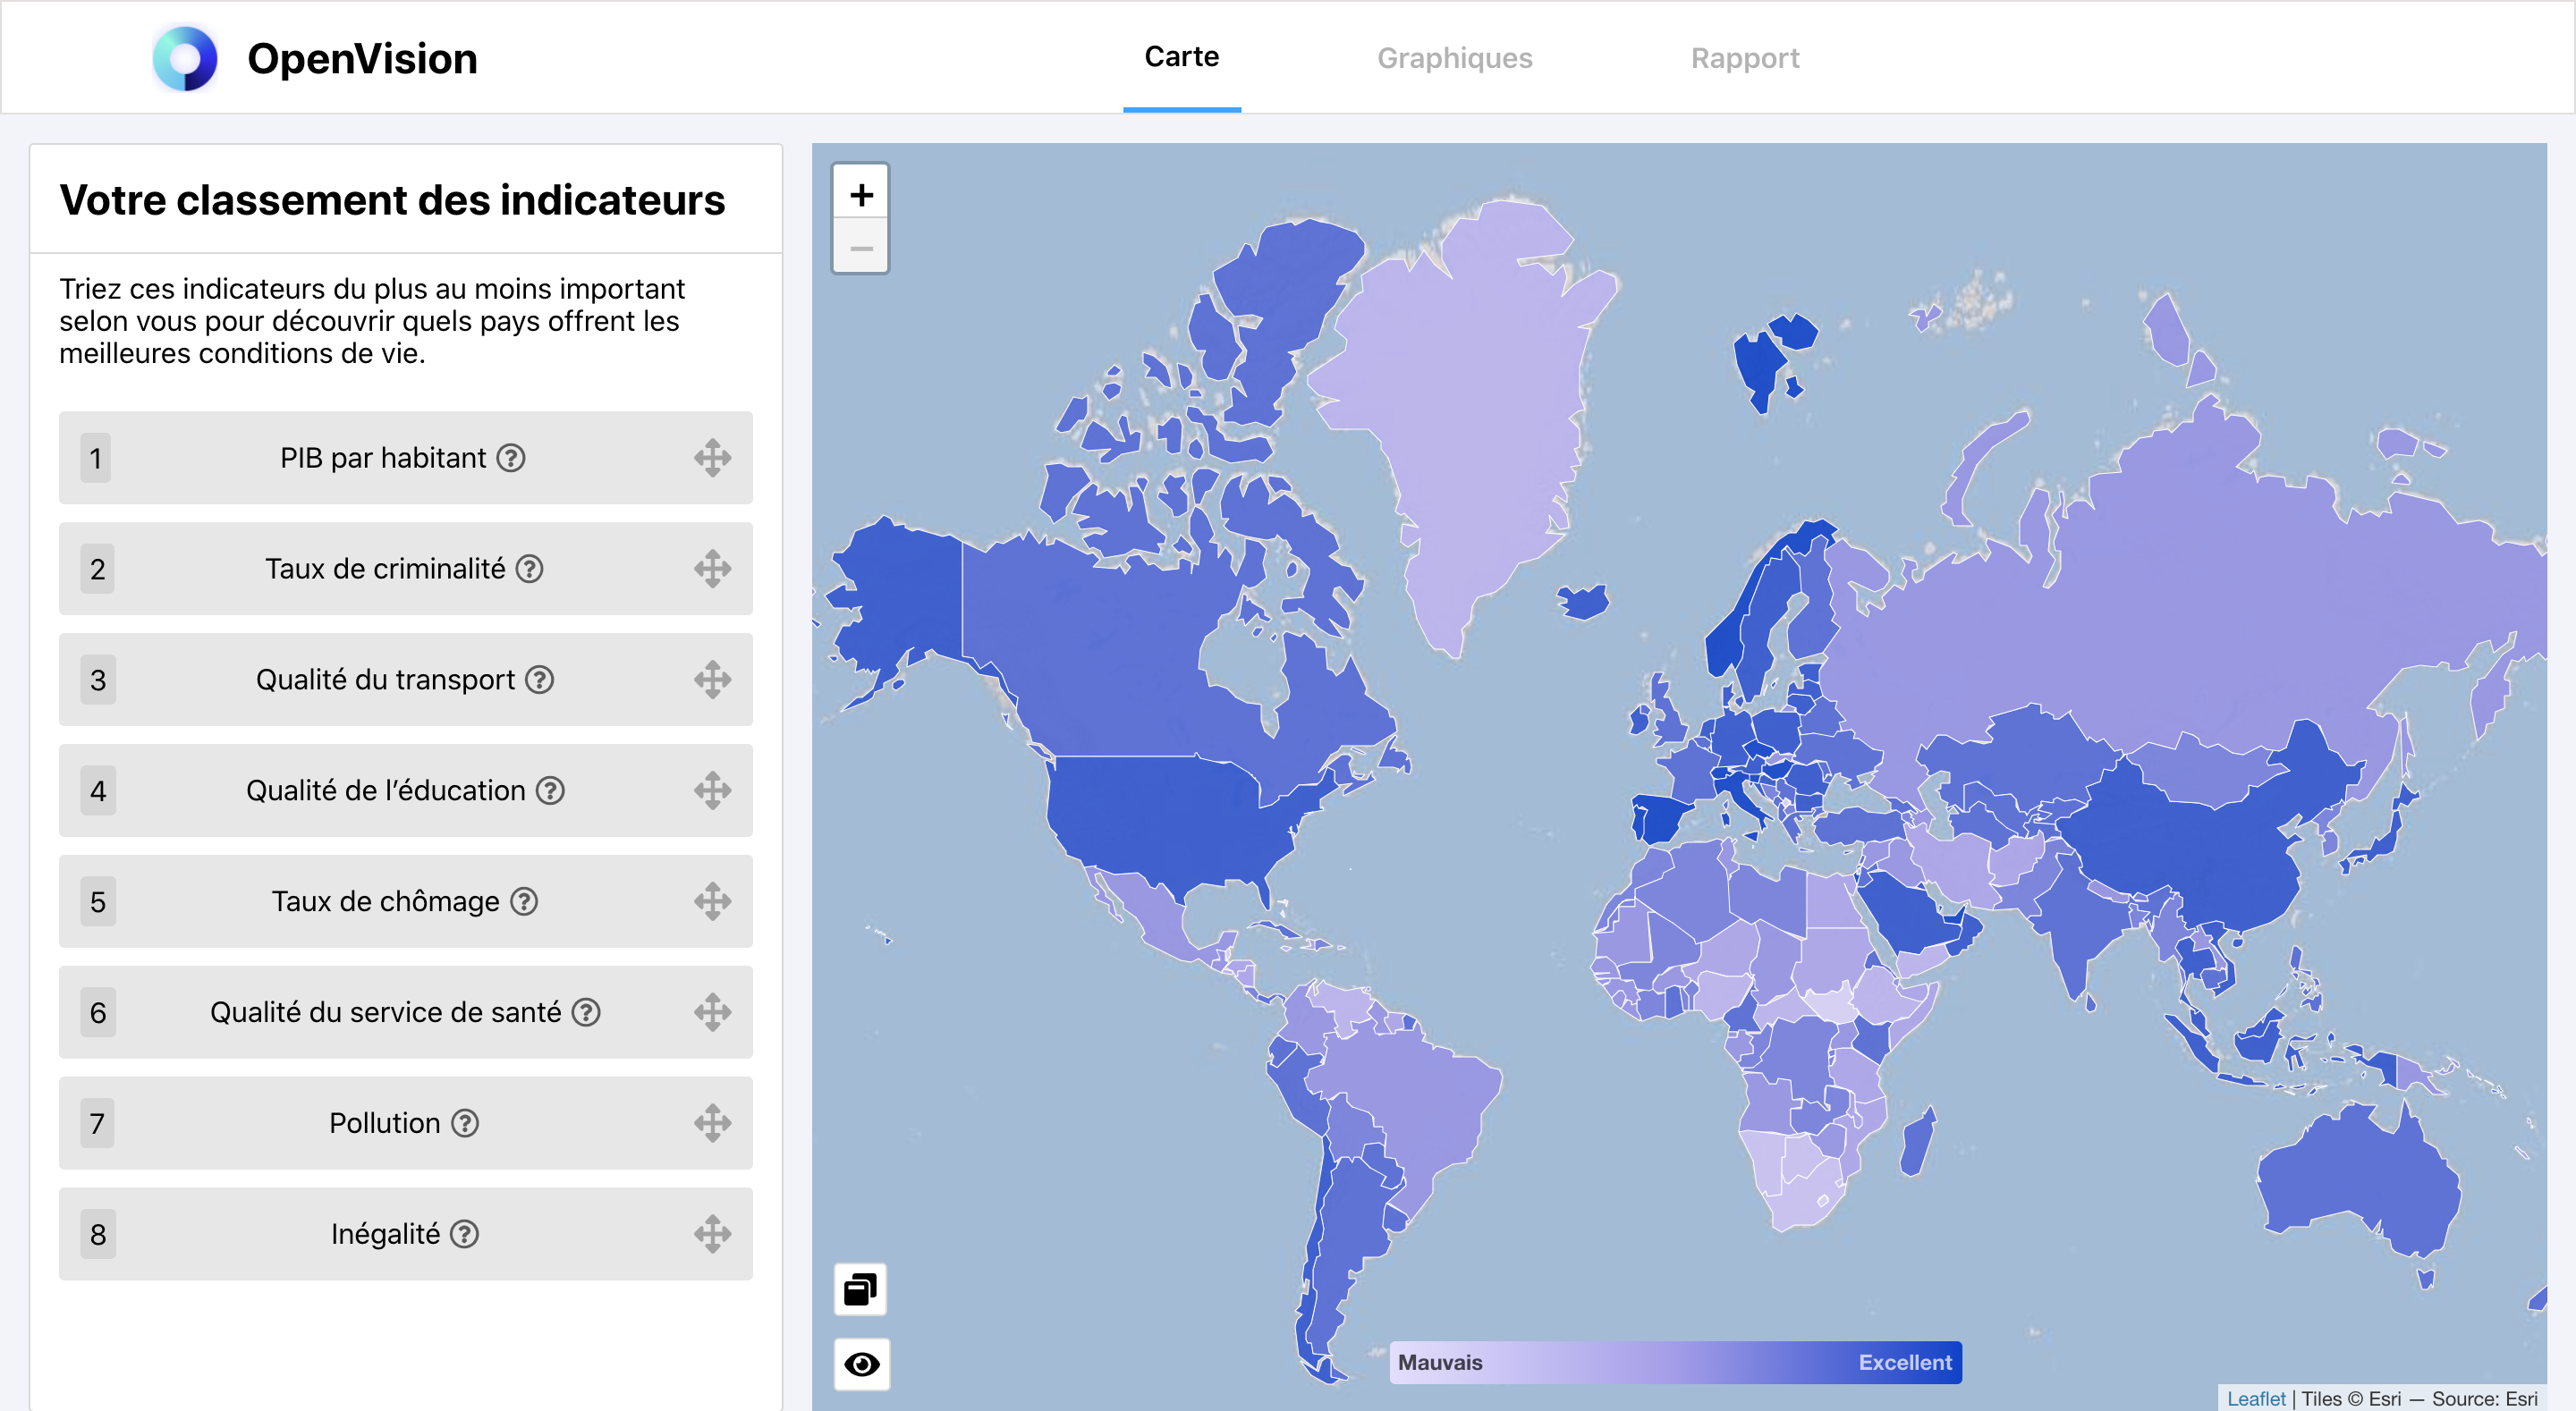 OpenVision
Carte
Graphiques
Rapport
Votre classement des indicateurs
Triez ces indicateurs du plus au moins important
selon vous pour découvrir quels pays offrent les
meilleures conditions de vie.
1 PIB par habitant ?
2 Taux de criminalité ?
3 Qualité du transport ?
4 Qualité de l’éducation ?
5 Taux de chômage ?
6 Qualité du service de santé ?
7 Pollution ?
8 Inégalité ?
+
−
Mauvais
Excellent
Leaflet | Tiles © Esri — Source: Esri